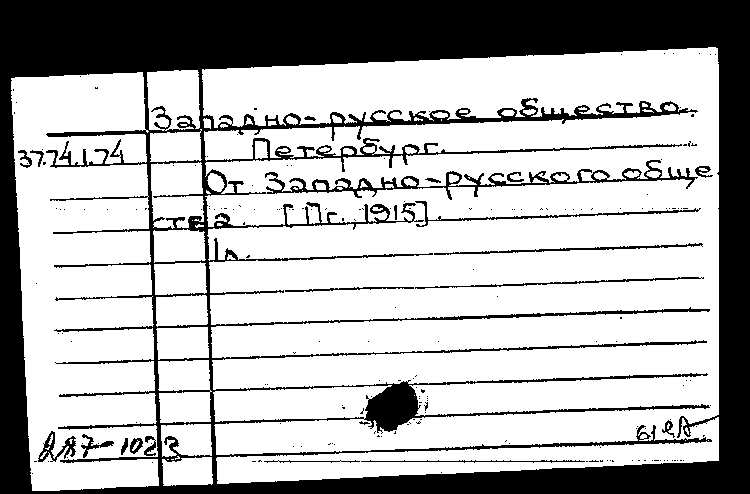 Западно-русское общество.
37.74.1.74 Петербург.
От Западно-русского обще
ства. [Пг., 1915].
1л.
287-1023